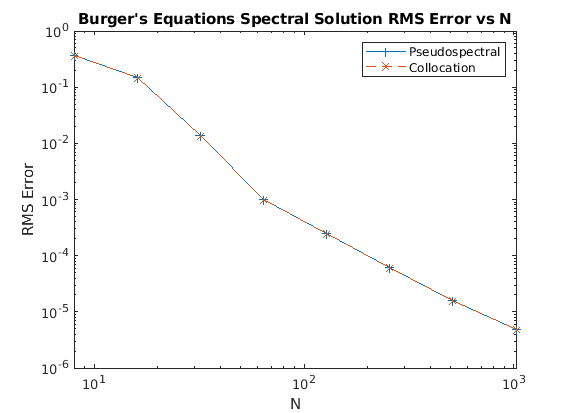 Burger's Equations Spectral Solution RMS Error vs N
Pseudospectral
Collocation
10^0
10^-1
10^-2
10^-3
10^-4
10^-5
10^-6
RMS Error
10^1
10^2
10^3
N